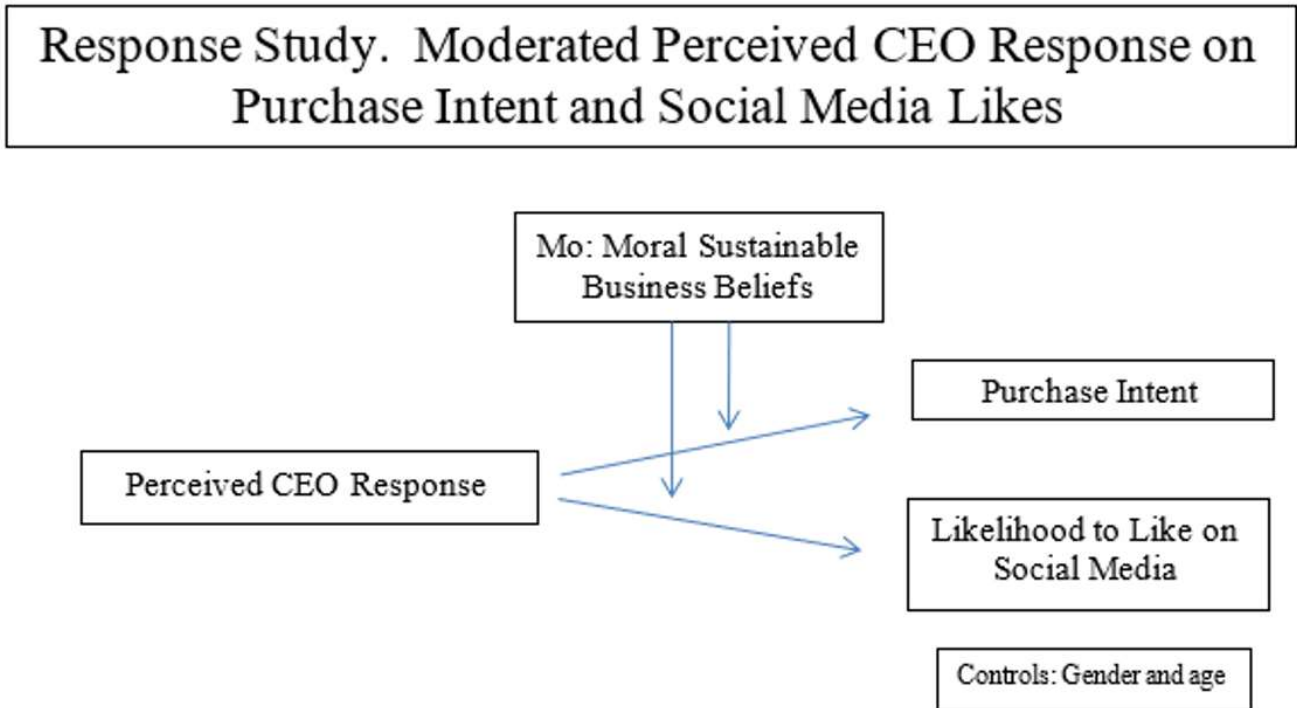 Response Study. Moderated Perceived CEO Response on
Purchase Intent and Social Media Likes
Mo: Moral Sustainable
Business Beliefs
Purchase Intent
Perceived CEO Response
Likelihood to Like on
Social Media
Controls: Gender and age